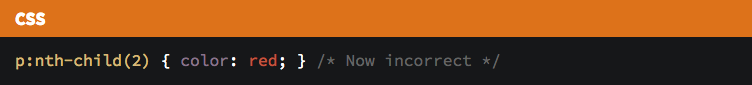 CSS
p:nth-child(2) { color: red; } /* Now incorrect */